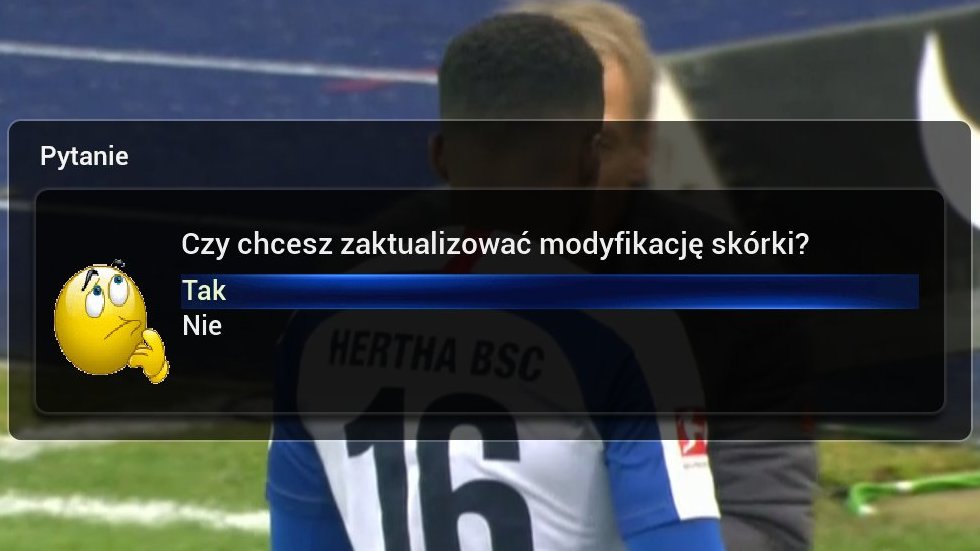 Pytanie
Czy chcesz zaktualizować modyfikację skórki?
Tak
Nie
HERTHA BSC
16